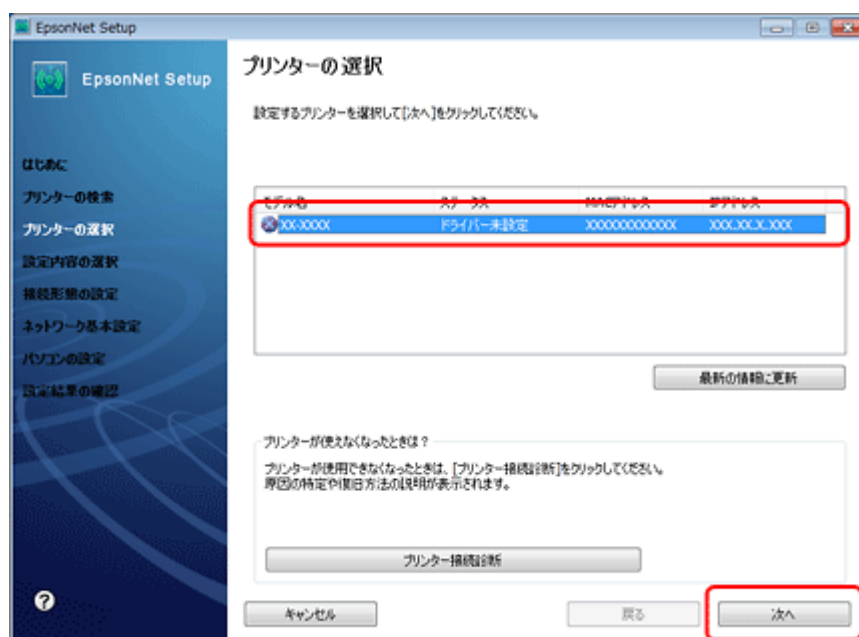 EpsonNet Setup
EpsonNet Setup
はじめに
プリンターの検索
プリンターの選択
設定内容の選択
接続形態の設定
ネットワーク基本設定
パソコンの設定
設定結果の確認
プリンターの選択
設定するプリンターを選択して[次へ]をクリックしてください。
モデル名 ステータス MACアドレス IPアドレス
XX-XXXX ドライバー未設定 XXXXXXXXXXXX XXX.XX.X.XXX
最新の情報に更新
プリンターが使えなくなったときは?
プリンターが使用できなくなったときは、[プリンター接続診断]をクリックしてください。
原因の特定や復旧方法の説明が表示されます。
プリンター接続診断
キャンセル 戻る 次へ